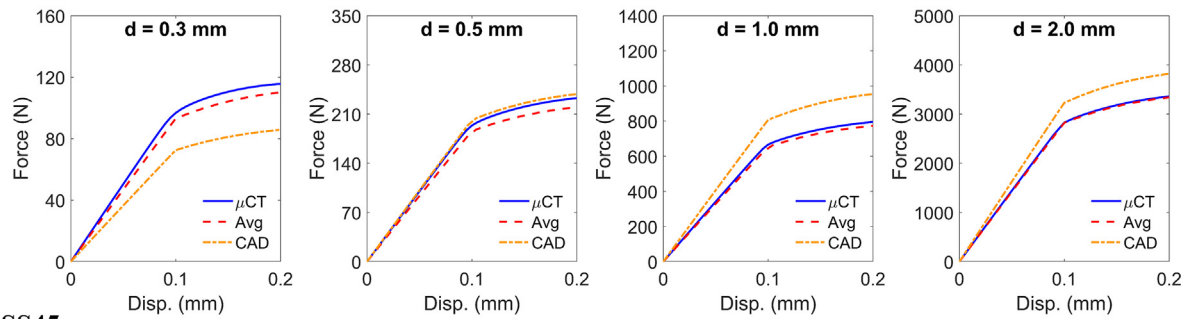 d = 0.3 mm
160
120
80
40
0
Force (N)
μCT
Avg
CAD
0
0.1
0.2
Disp. (mm)
d = 0.5 mm
350
280
210
140
70
0
Force (N)
μCT
Avg
CAD
0
0.1
0.2
Disp. (mm)
d = 1.0 mm
1400
1200
1000
800
600
400
200
0
Force (N)
μCT
Avg
CAD
0
0.1
0.2
Disp. (mm)
d = 2.0 mm
5000
4000
3000
2000
1000
0
Force (N)
μCT
Avg
CAD
0
0.1
0.2
Disp. (mm)